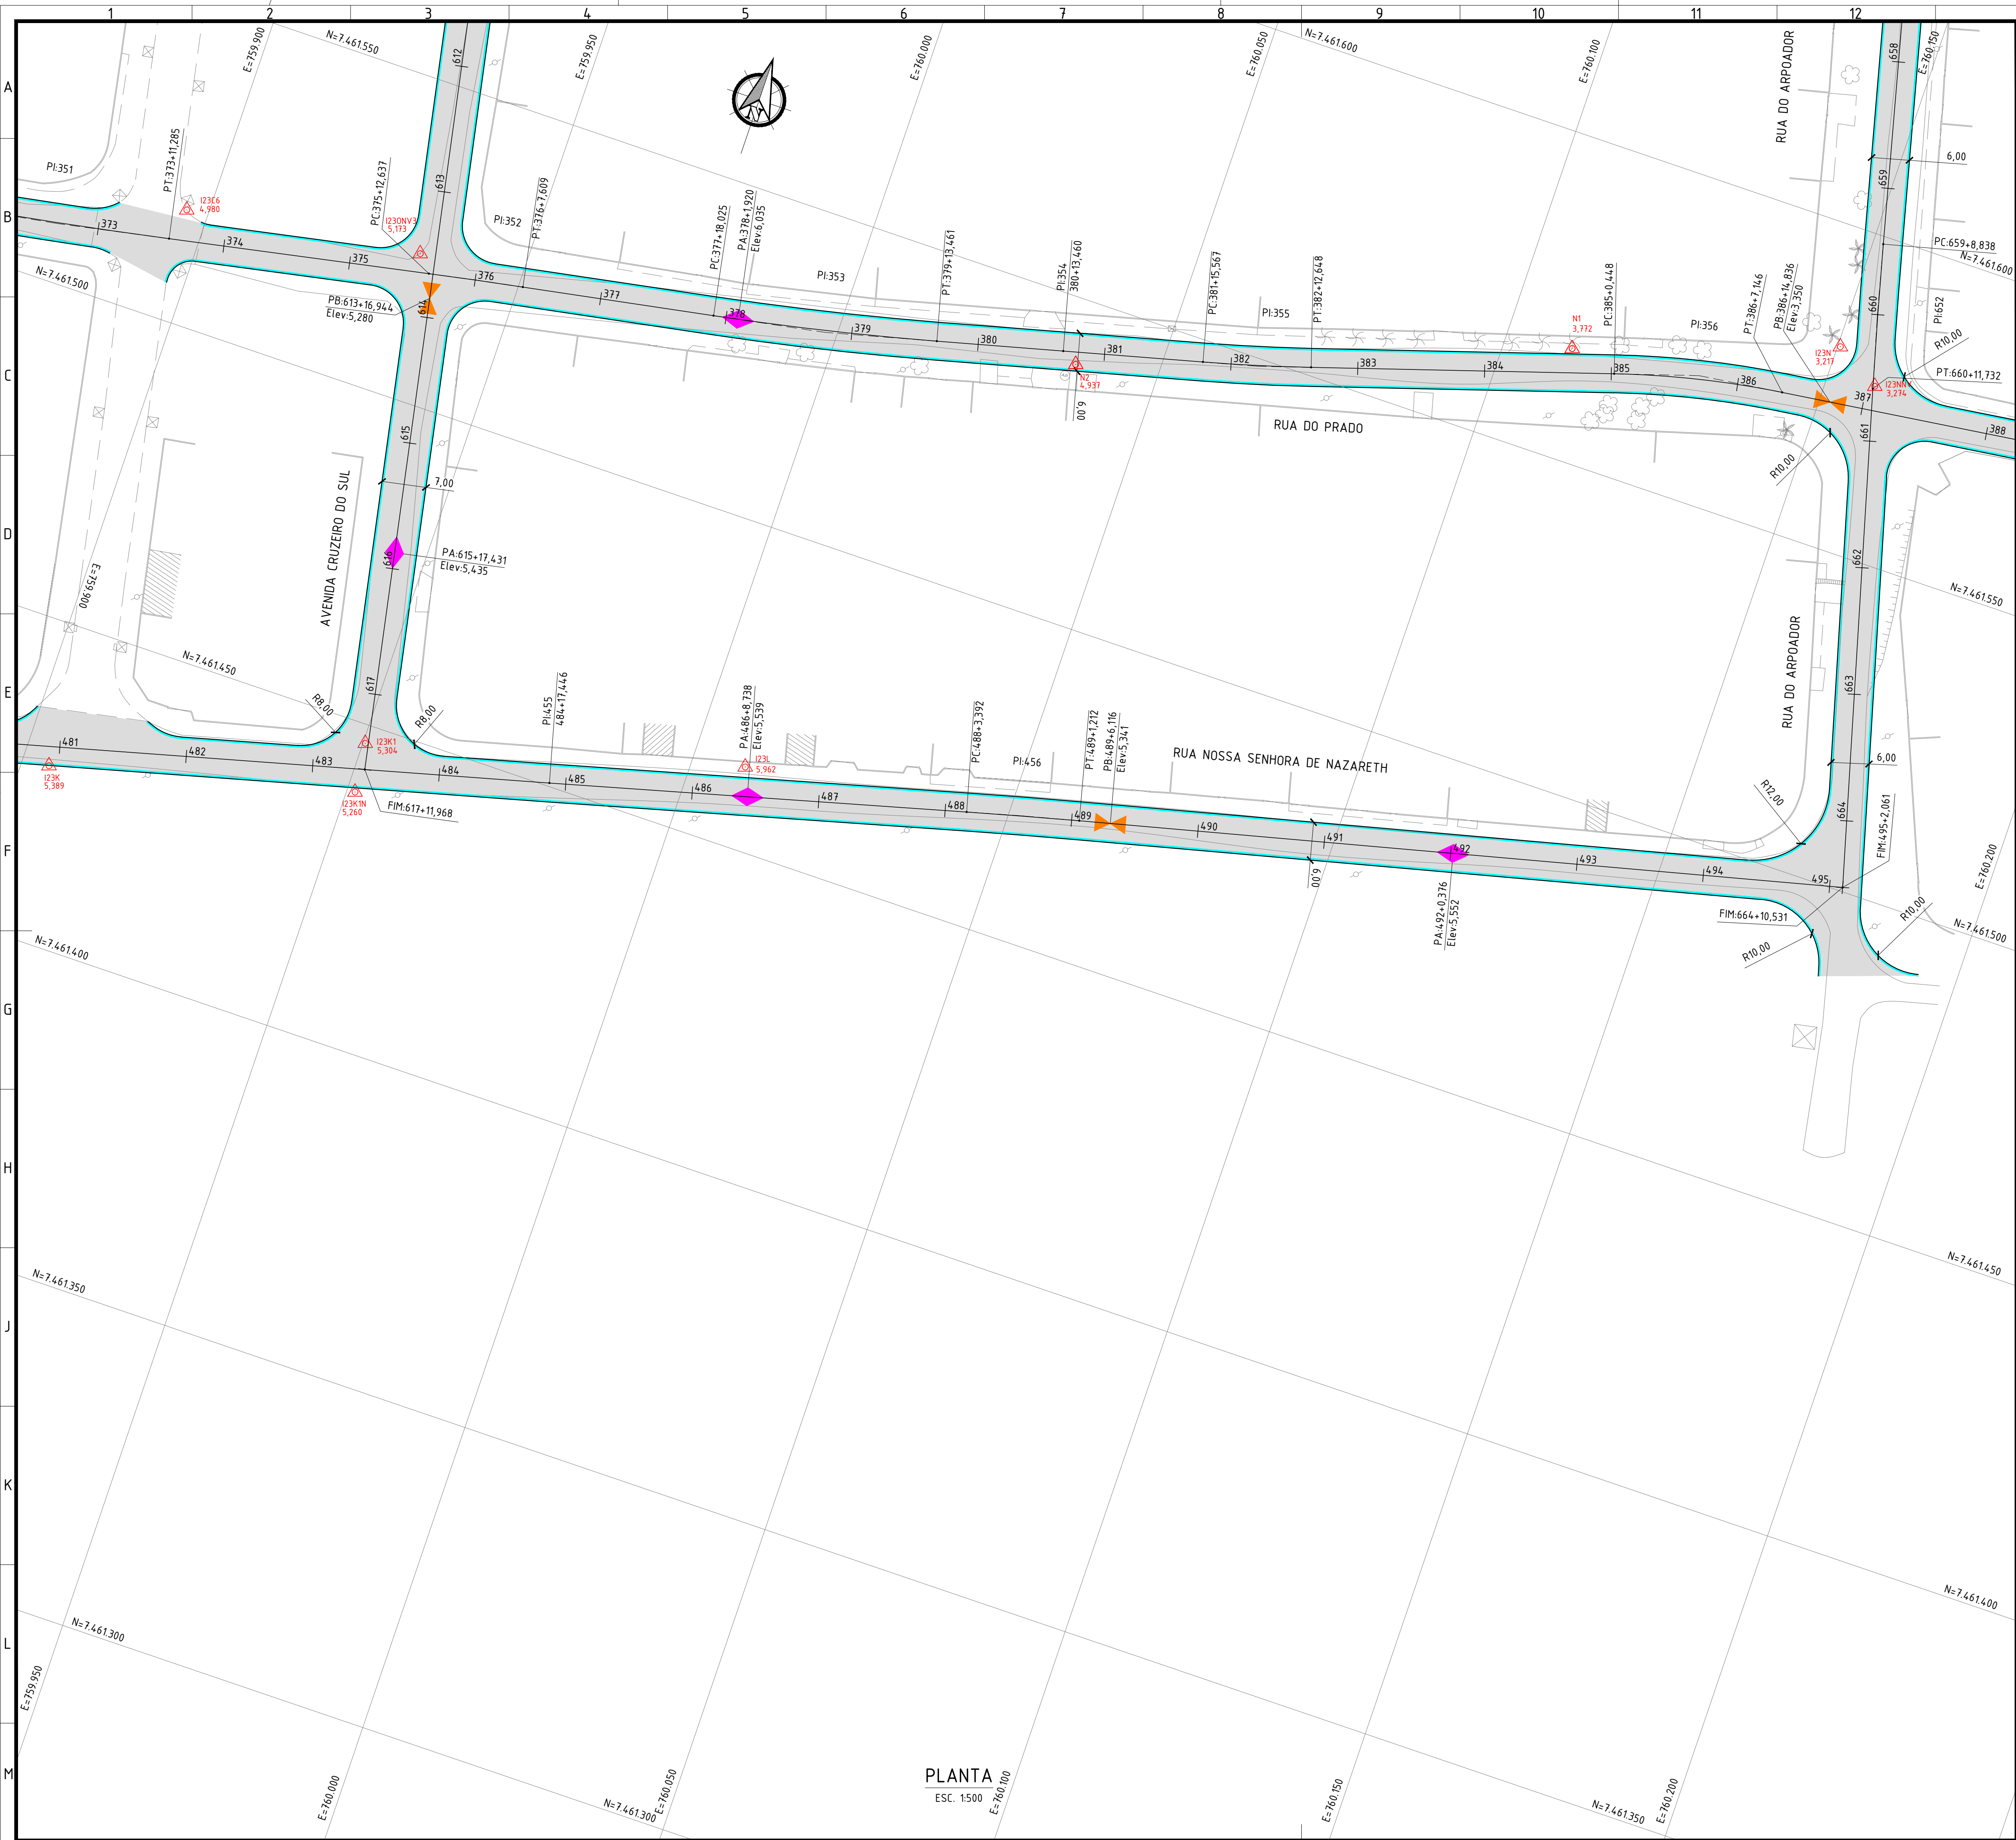 1 2 3 4 5 6 7 8 9 10 11 12
A
B
C
D
E
F
G
H
J
K
L
M
E=759.900
N=7.461.550
E=759.950
E=760.000
E=760.050
N=7.461.600
E=760.100
E=760.150
N
612
613
614
615
616
617
PI:351
PT:373+11,285
I23C6
4,980
PC:375+12,637
I23ONV3
5,173
PI:352
PT:376+7,609
PC:377+18,025
PA:378+1,920
Elev:6,035
PI:353
PT:379+13,461
PI:354
380+13,460
PC:381+15,567
PI:355
PT:382+12,648
N1
3,772
PC:385+0,448
PI:356
PT:386+7,146
PB:386+14,836
Elev:3,350
I23N
3,217
373
374
375
376
377
378
379
380
381
382
383
384
385
386
387
388
N2
4,937
6,00
RUA DO PRADO
PB:613+16,944
Elev:5,280
N=7.461.500
RUA DO ARPOADOR
658
659
660
661
662
663
664
6,00
PC:659+8,838
N=7.461.600
PI:652
R10,00
PT:660+11,732
3,274
R10,00
AVENIDA CRUZEIRO DO SUL
7,00
PA:615+17,431
Elev:5,435
E=759.900
N=7.461.450
N=7.461.550
RUA DO ARPOADOR
R8,00
R8,00
I23K1
5,304
I23K
5,389
I23K1N
5,260
FIM:617+11,968
PI:455
484+17,446
PA:486+8,738
Elev:5,539
I23L
5,962
PC:488+3,392
PI:456
PT:489+1,212
PB:489+6,116
Elev:5,341
RUA NOSSA SENHORA DE NAZARETH
481
482
483
484
485
486
487
488
489
490
491
492
493
494
495
6,00
PA:492+0,376
Elev:5,552
R12,00
6,00
FIM:495+2,061
FIM:664+10,531
R10,00
R10,00
E=760.200
N=7.461.500
N=7.461.400
N=7.461.450
N=7.461.350
N=7.461.400
N=7.461.300
E=759.950
E=760.000
N=7.461.300
E=760.050
PLANTA
ESC. 1:500
E=760.100
E=760.150
N=7.461.350
E=760.200